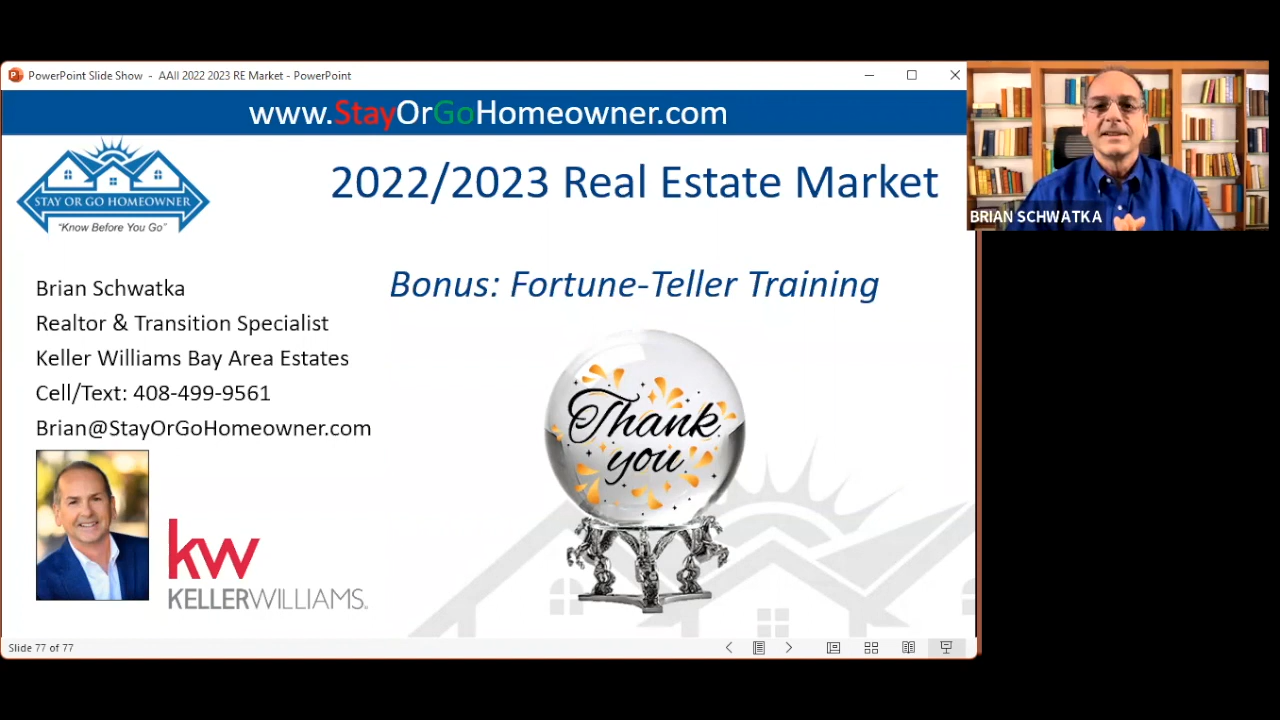 PowerPoint Slide Show - AAII 2022 2023 RE Market - PowerPoint
www.StayOrGoHomeowner.com
STAY OR GO HOMEOWNER
"Know Before You Go"
2022/2023 Real Estate Market
BRIAN SCHWATKA
Bonus: Fortune-Teller Training
Brian Schwatka
Realtor & Transition Specialist
Keller Williams Bay Area Estates
Cell/Text: 408-499-9561
Brian@StayOrGoHomeowner.com
Thank
you
kw
KELLERWILLIAMS.
Slide 77 of 77